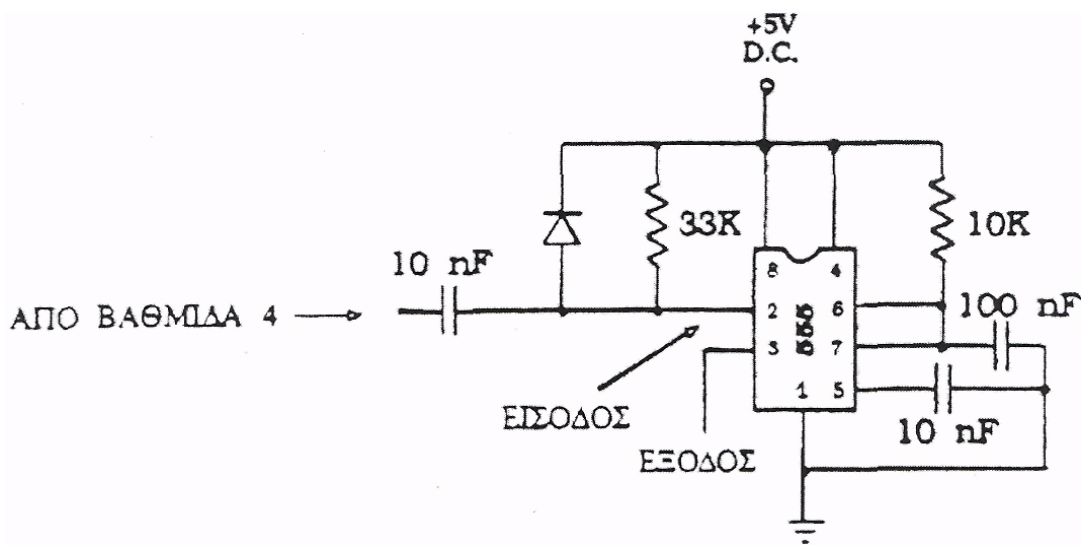 +5V
D.C.
33K
10K
10 nF
8 4
ΑΠΟ ΒΑΘΜΙΔΑ 4
2 6
100 nF
555
3 7
1 5
ΕΙΣΟΔΟΣ
10 nF
ΕΞΟΔΟΣ